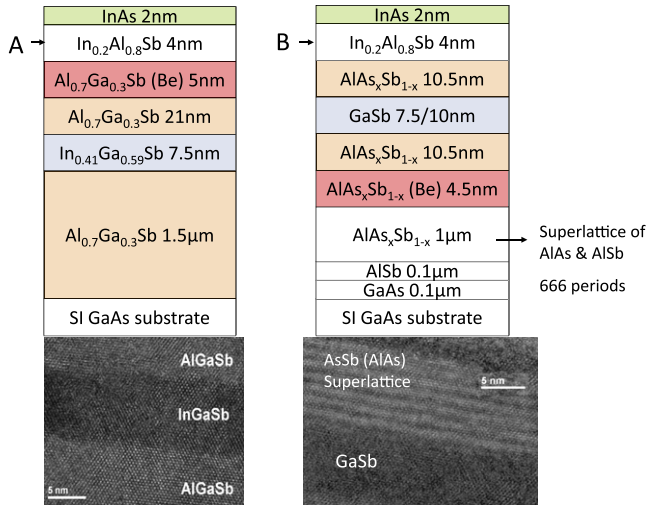 A
InAs 2nm
In₀.₂Al₀.₈Sb 4nm
Al₀.₇Ga₀.₃Sb (Be) 5nm
Al₀.₇Ga₀.₃Sb 21nm
In₀.₄₁Ga₀.₅₉Sb 7.5nm
Al₀.₇Ga₀.₃Sb 1.5µm
SI GaAs substrate
AlGaSb
InGaSb
AlGaSb
5 nm
B
InAs 2nm
In₀.₂Al₀.₈Sb 4nm
AlAsₓSb₁₋ₓ 10.5nm
GaSb 7.5/10nm
AlAsₓSb₁₋ₓ 10.5nm
AlAsₓSb₁₋ₓ (Be) 4.5nm
AlAsₓSb₁₋ₓ 1µm
AlSb 0.1µm
GaAs 0.1µm
SI GaAs substrate
Superlattice of
AlAs & AlSb
666 periods
AsSb (AlAs)
Superlattice
5 nm
GaSb